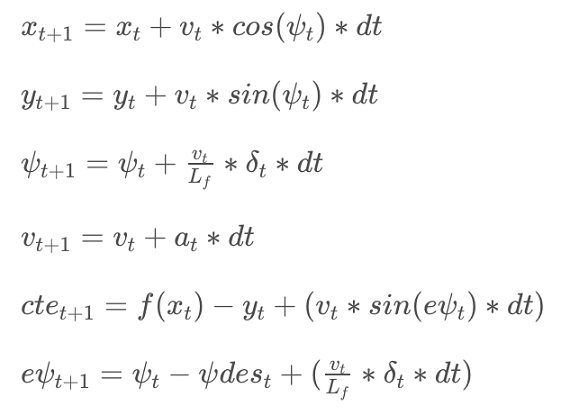 x_{t+1} = x_t + v_t * cos(ψ_t) * dt
y_{t+1} = y_t + v_t * sin(ψ_t) * dt
ψ_{t+1} = ψ_t + \frac{v_t}{L_f} * δ_t * dt
v_{t+1} = v_t + a_t * dt
cte_{t+1} = f(x_t) − y_t + (v_t * sin(eψ_t) * dt)
eψ_{t+1} = ψ_t − ψdes_t + (\frac{v_t}{L_f} * δ_t * dt)